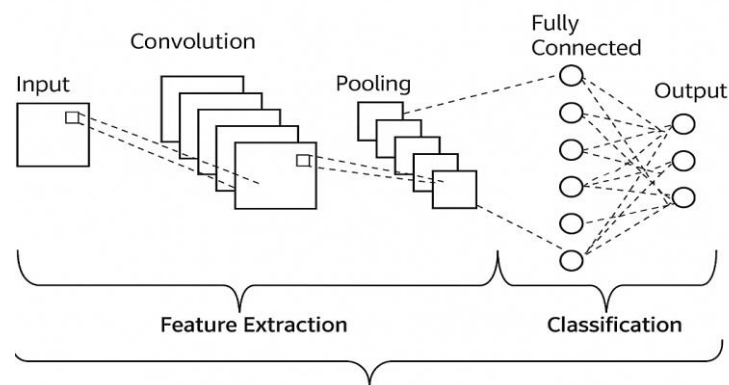 Fully
Connected
Convolution
Pooling
Input
Output
Feature Extraction
Classification